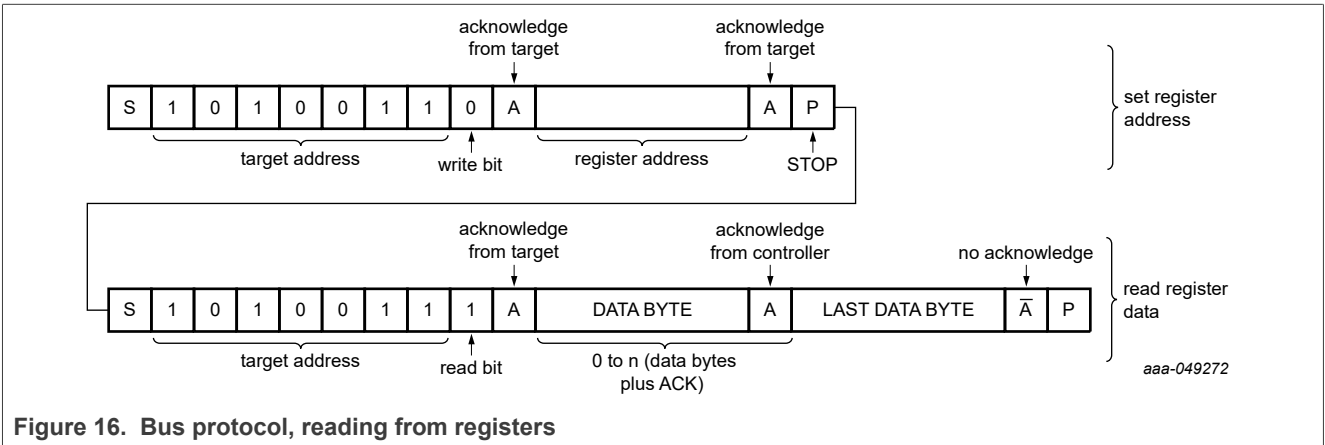 acknowledge
from target
acknowledge
from target
S 1 0 1 0 0 1 1 0 A A P
set register
address
target address
write bit
register address
STOP
acknowledge
from target
acknowledge
from controller
no acknowledge
S 1 0 1 0 0 1 1 1 A DATA BYTE A LAST DATA BYTE A̅ P
read register
data
target address
read bit
0 to n (data bytes
plus ACK)
aaa-049272
Figure 16. Bus protocol, reading from registers